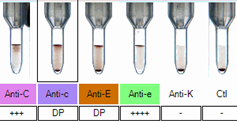 Anti-C Anti-c Anti-E Anti-e Anti-K Ctl
+++ DP DP ++++ - -